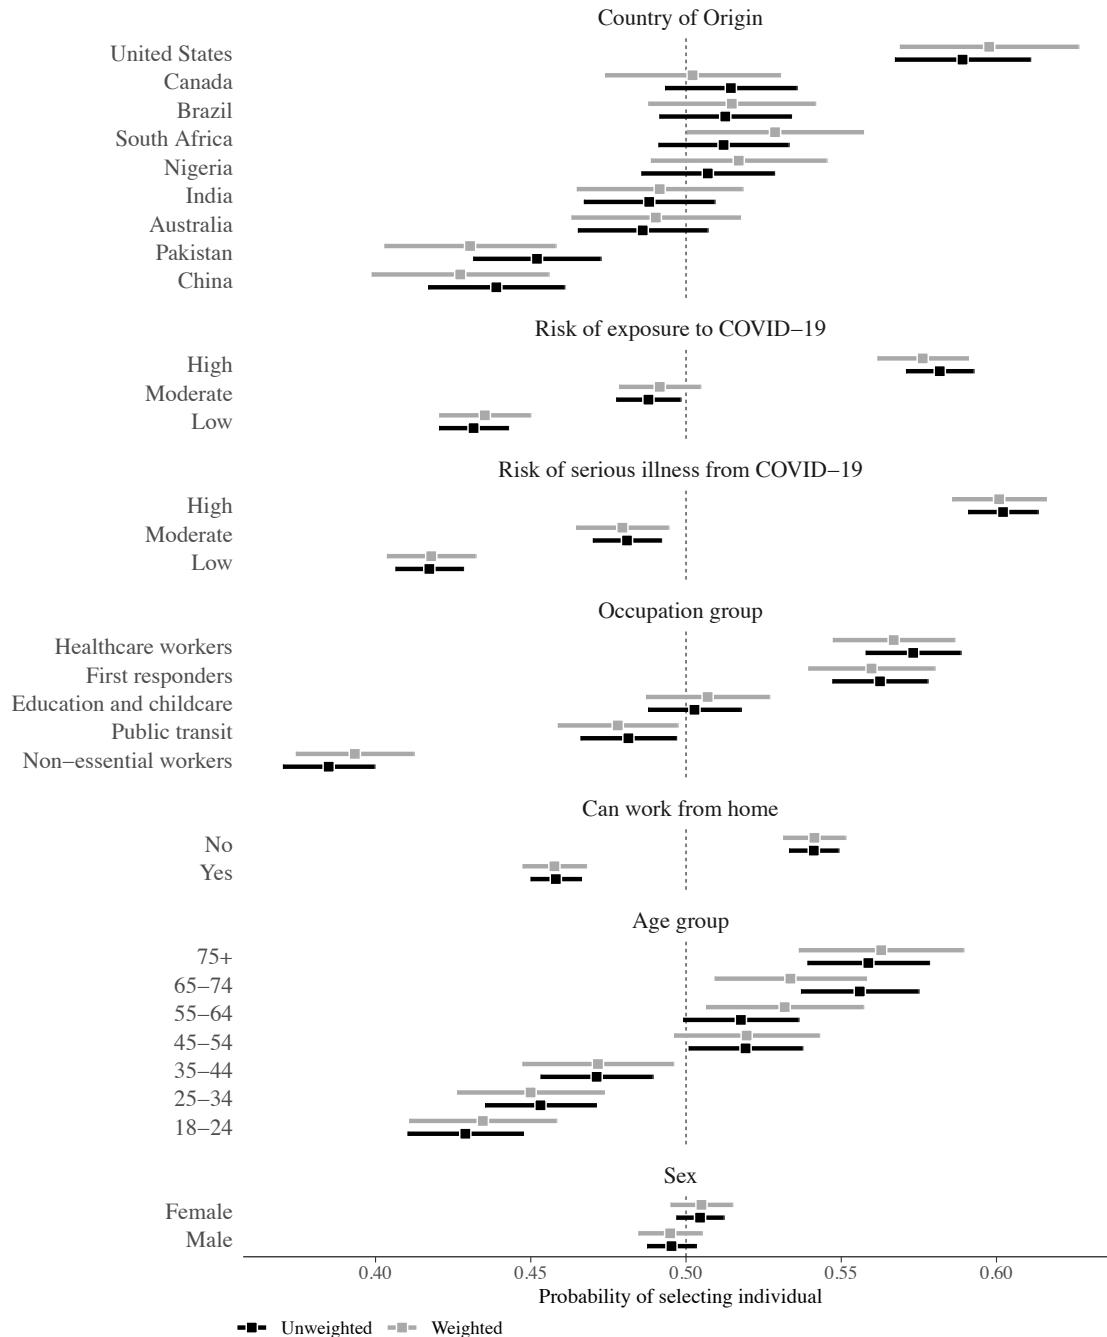 Country of Origin
United States
Canada
Brazil
South Africa
Nigeria
India
Australia
Pakistan
China
Risk of exposure to COVID−19
High
Moderate
Low
Risk of serious illness from COVID−19
High
Moderate
Low
Occupation group
Healthcare workers
First responders
Education and childcare
Public transit
Non−essential workers
Can work from home
No
Yes
Age group
75+
65−74
55−64
45−54
35−44
25−34
18−24
Sex
Female
Male
0.40 0.45 0.50 0.55 0.60
Probability of selecting individual
Unweighted Weighted